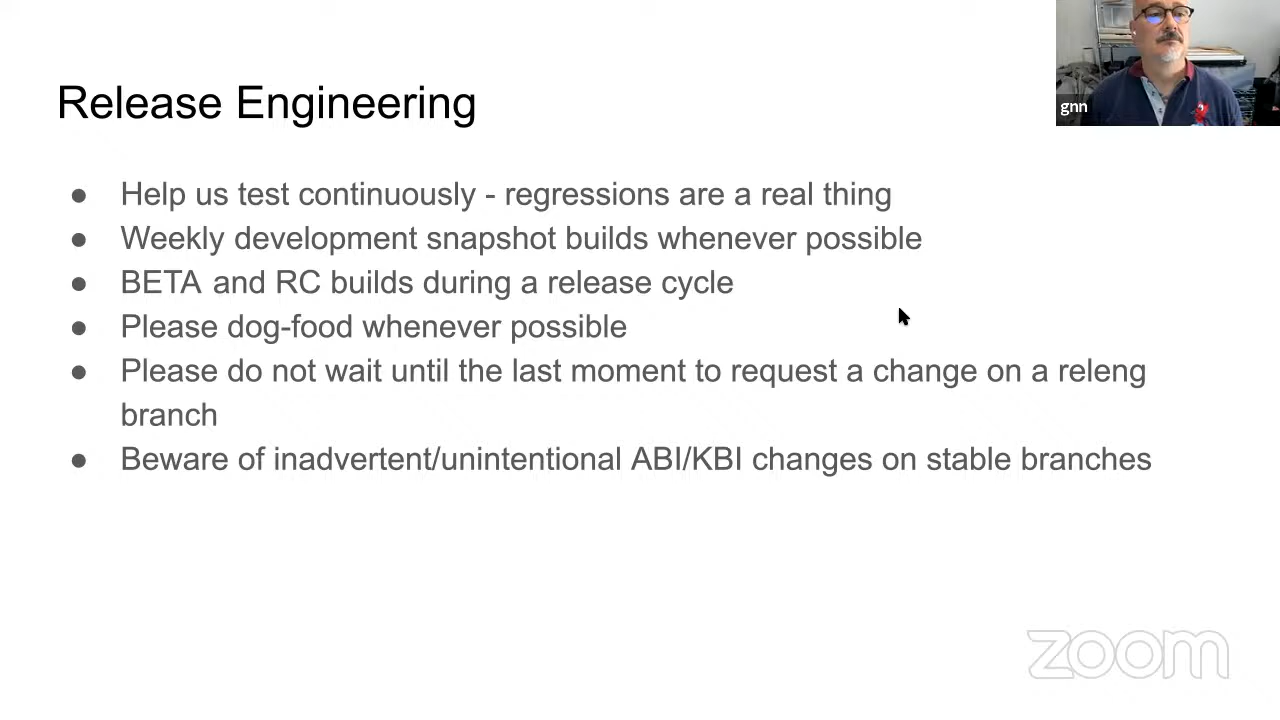 Release Engineering
gnn
● Help us test continuously - regressions are a real thing
● Weekly development snapshot builds whenever possible
● BETA and RC builds during a release cycle
● Please dog-food whenever possible
● Please do not wait until the last moment to request a change on a releng
branch
● Beware of inadvertent/unintentional ABI/KBI changes on stable branches
zoom